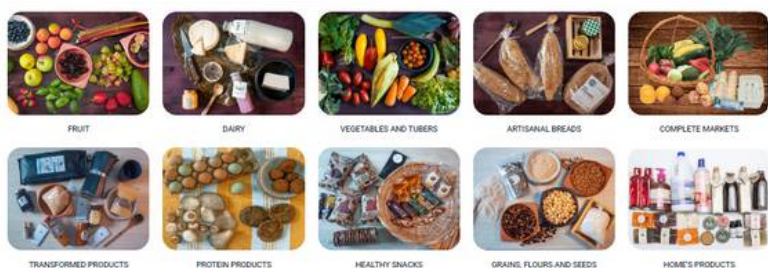 FRUIT
DAIRY
VEGETABLES AND TUBERS
ARTISANAL BREADS
COMPLETE MARKETS
TRANSFORMED PRODUCTS
PROTEIN PRODUCTS
HEALTHY SNACKS
GRAINS, FLOURS AND SEEDS
HOME'S PRODUCTS